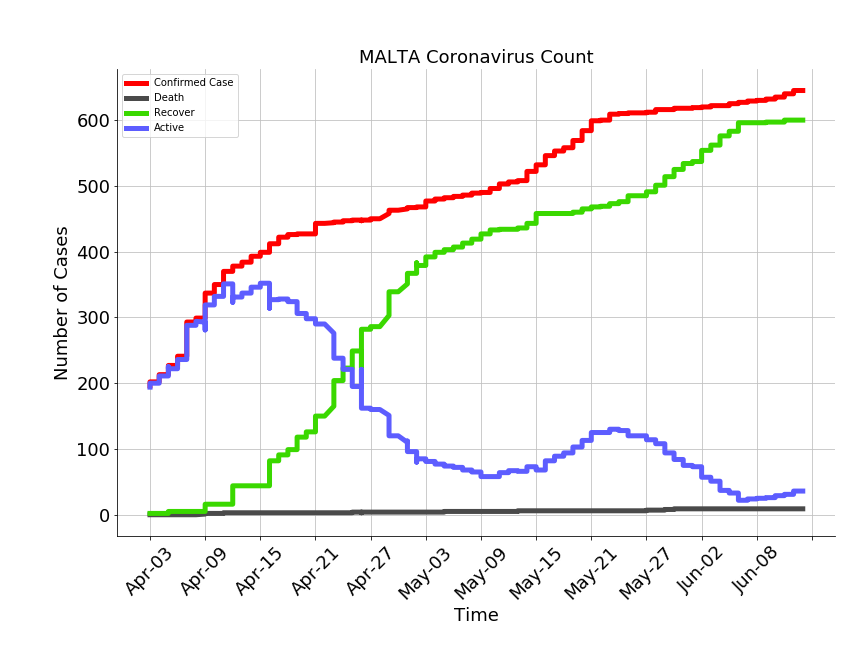 MALTA Coronavirus Count
Confirmed Case
Death
Recover
Active
600
500
400
300
200
100
0
Number of Cases
Apr-03
Apr-09
Apr-15
Apr-21
Apr-27
May-03
May-09
May-15
May-21
May-27
Jun-02
Jun-08
Time